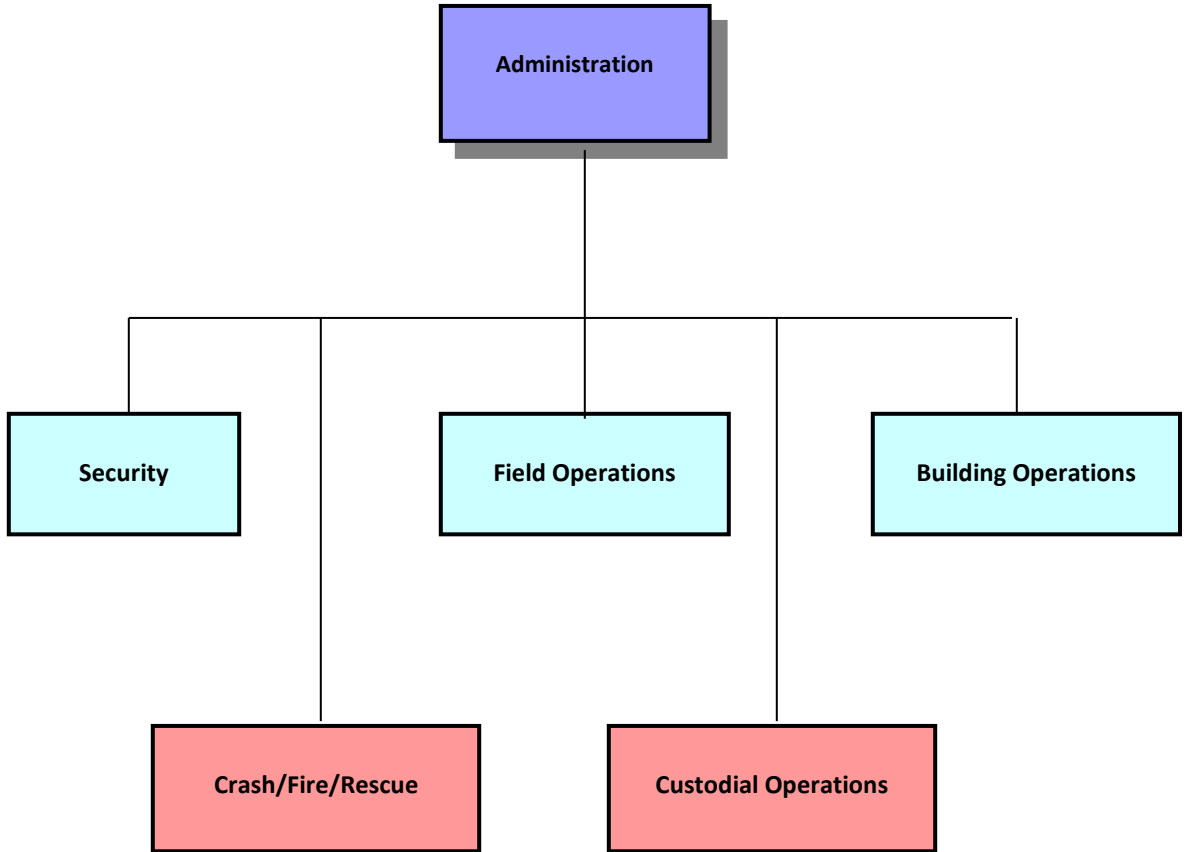 Administration
Security
Field Operations
Building Operations
Crash/Fire/Rescue
Custodial Operations